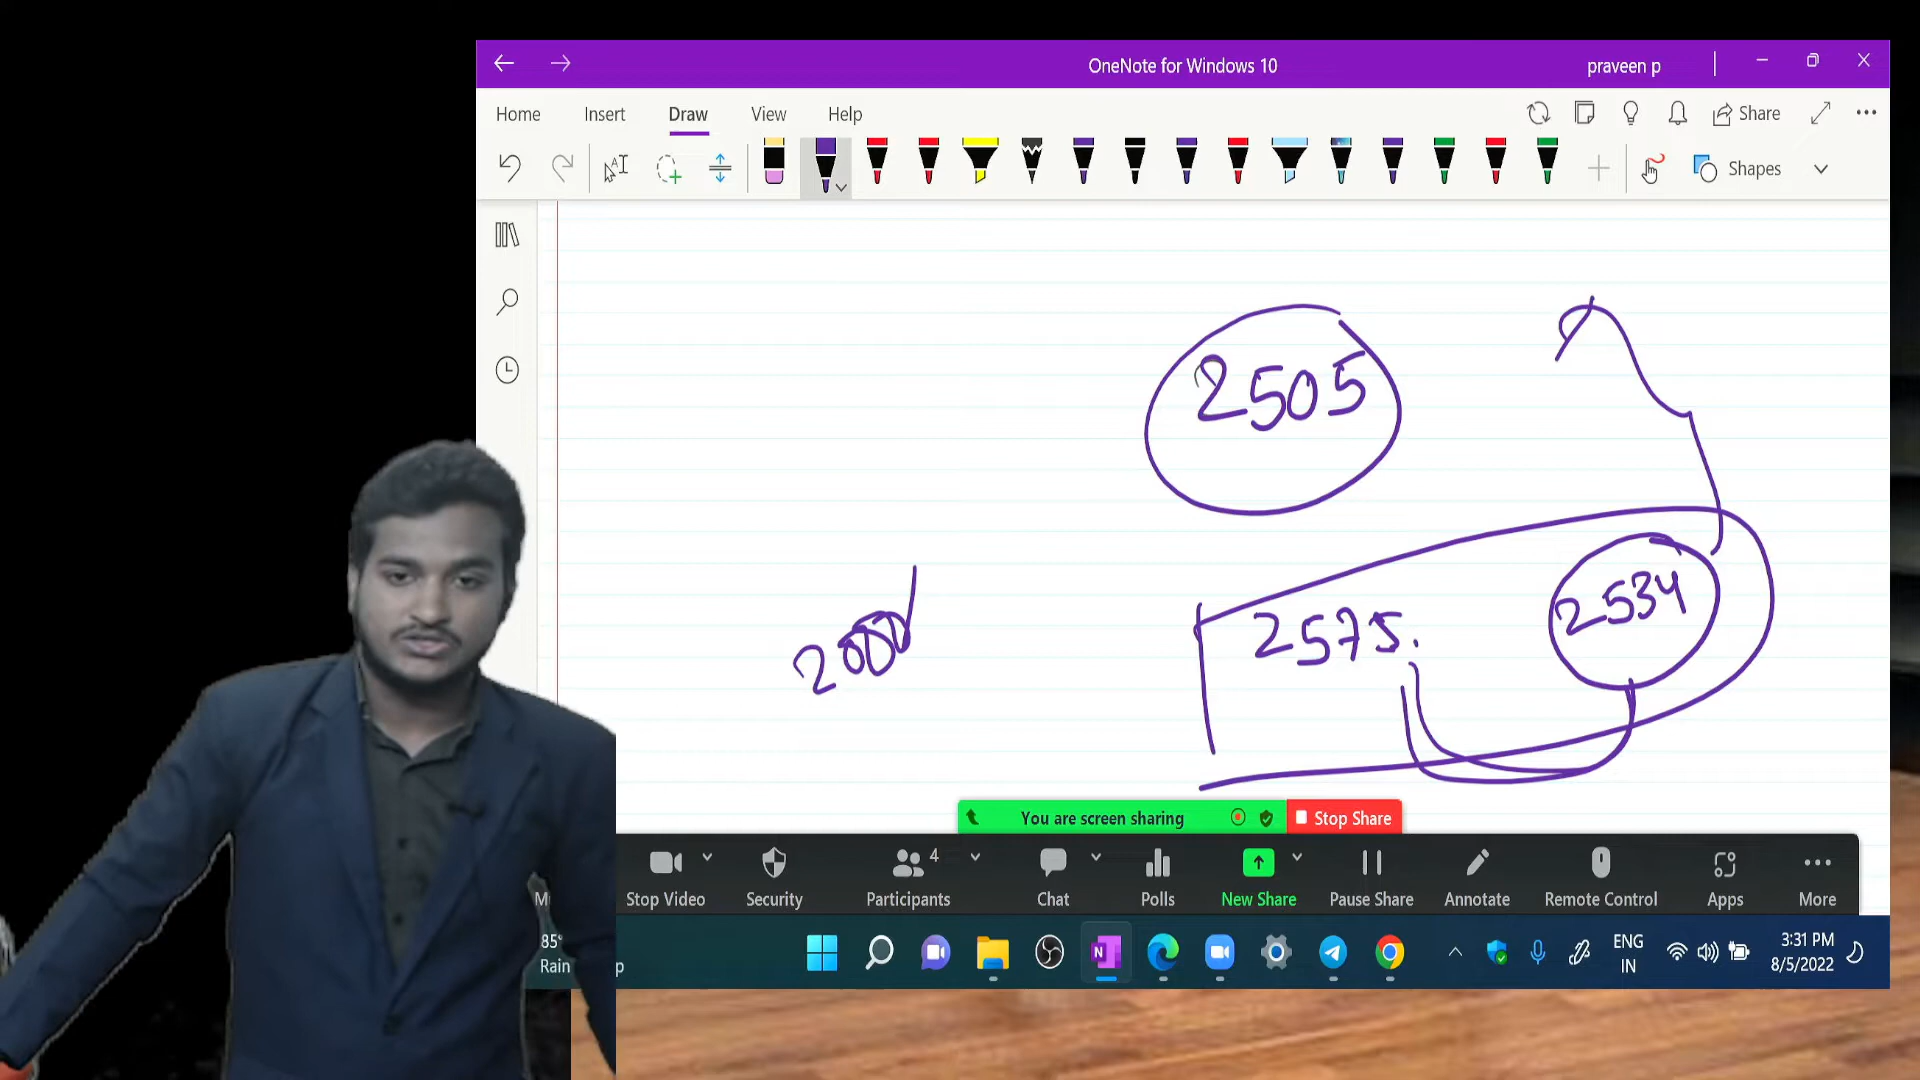 OneNote for Windows 10
praveen p
Home Insert Draw View Help
Share
Shapes
2505
2534
2575.
2000
You are screen sharing
Stop Share
4
Stop Video Security Participants Chat Polls New Share Pause Share Annotate Remote Control Apps More
85°
Rain
ENG
IN
3:31 PM
8/5/2022